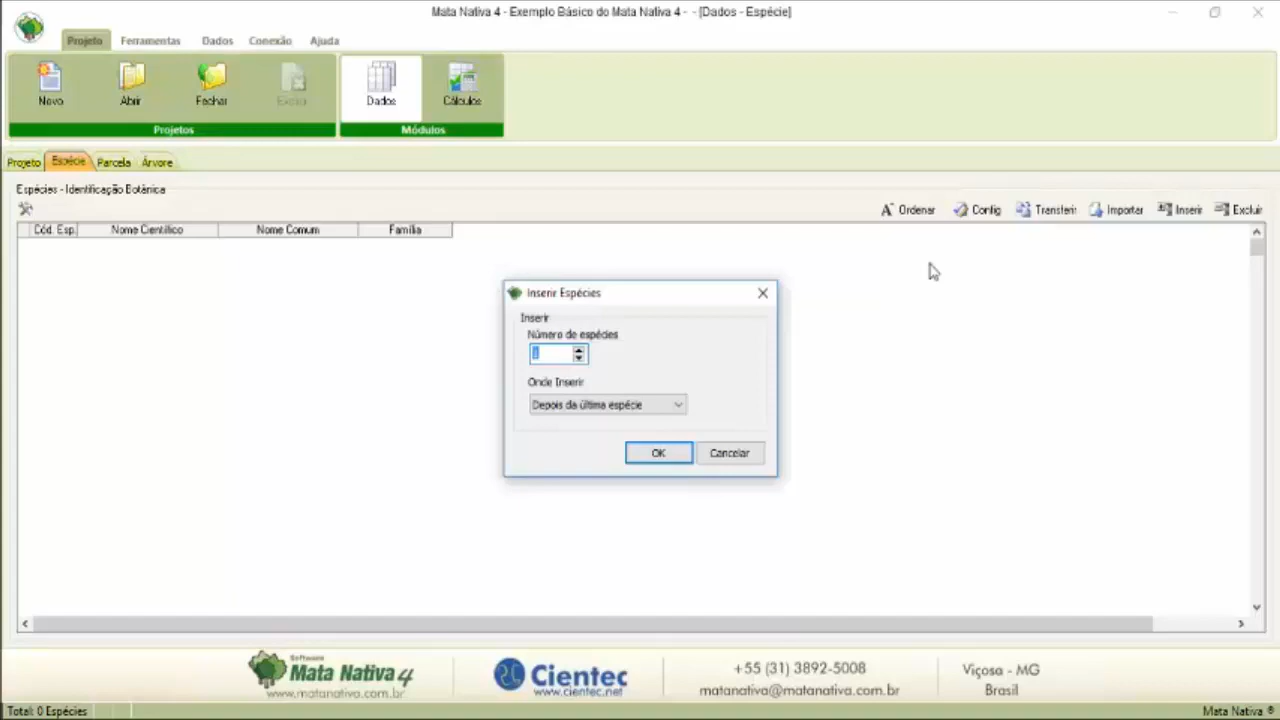 Mata Nativa 4 - Exemplo Básico do Mata Nativa 4 - - [Dados - Espécie]
Projeto Ferramentas Dados Conexão Ajuda
Novo Abrir Fechar Excluir Dados Cálculos
Projetos Módulos
Projeto Espécie Parcela Árvore
Espécies - Identificação Botânica
Ordenar Config Transferir Importar Inserir Excluir
Cód. Esp. Nome Científico Nome Comum Família
Inserir Espécies
Inserir
Número de espécies
1
Onde Inserir
Depois da última espécie
OK Cancelar
Software
Mata Nativa 4
www.matanativa.com.br
Cientec
www.cientec.net
+55 (31) 3892-5008
matanativa@matanativa.com.br
Viçosa - MG
Brasil
Total: 0 Espécies
Mata Nativa ®